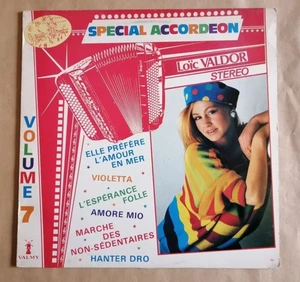 SPECIAL ACCORDEON
Loïc VALDOR
STEREO
VOLUME 7
ELLE PRÉFÈRE
L'AMOUR
EN MER
VIOLETTA
L'ESPÉRANCE
FOLLE
AMORE MIO
MARCHE
DES
NON-SÉDENTAIRES
HANTER DRO
VALMY